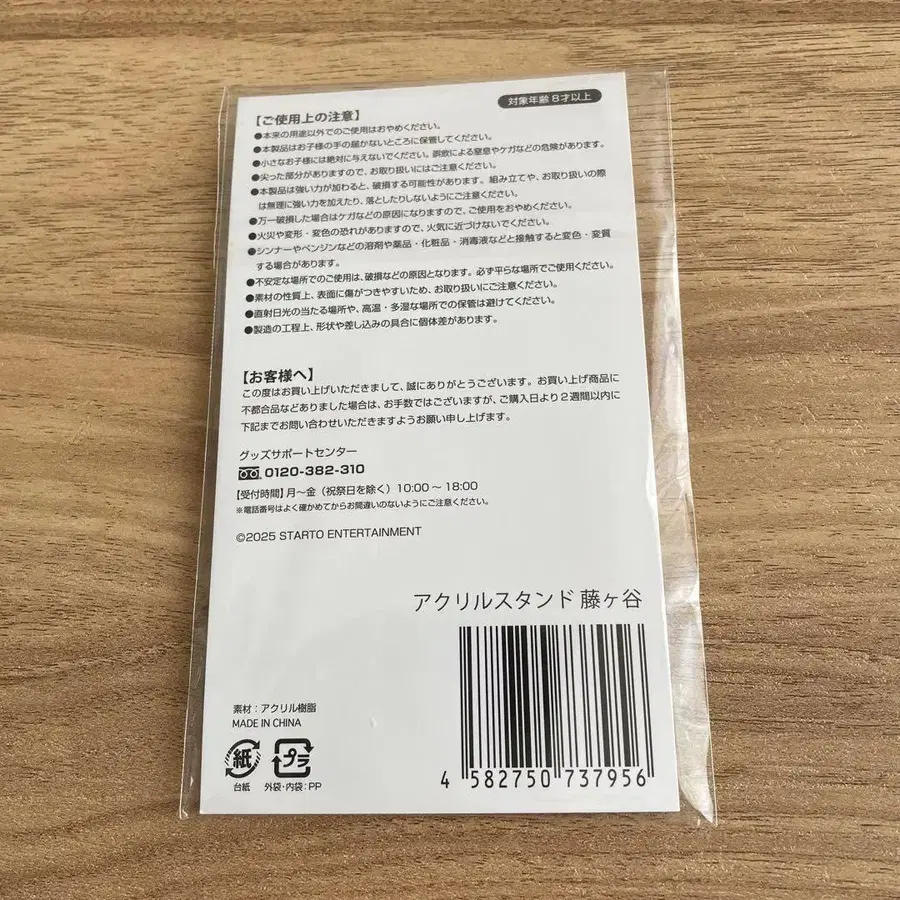 対象年齢8才以上
【ご使用上の注意】
●本来の用途以外でのご使用はおやめください。
●本製品はお子様の手の届かないところに保管してください。
●小さなお子様には絶対に与えないでください。誤飲による窒息やケガなどの危険があります。
●尖った部分がありますので、お取り扱いにはご注意ください。
●本製品は強い力が加わると、破損する可能性があります。組み立てや、お取り扱いの際
は無理に強い力を加えたり、落としたりしないようにご注意ください。
●万一破損した場合はケガなどの原因になりますので、ご使用をおやめください。
●火災や変形・変色の恐れがありますので、火気に近づけないでください。
●シンナーやベンジンなどの溶剤や薬品・化粧品・消毒液などと接触すると変色・変質
する場合があります。
●不安定な場所でのご使用は、破損などの原因となります。必ず平らな場所でご使用ください。
●素材の性質上、表面に傷がつきやすいため、お取り扱いにご注意ください。
●直射日光の当たる場所や、高温・多湿な場所での保管は避けてください。
●製造の工程上、形状や差し込みの具合に個体差があります。
【お客様へ】
この度はお買い上げいただきまして、誠にありがとうございます。お買い上げ商品に
不都合品などありました場合は、お手数ではございますが、ご購入日より2週間以内に
下記までお問い合わせいただきますようお願い申し上げます。
グッズサポートセンター
0120-382-310
【受付時間】月〜金（祝祭日を除く）10:00〜18:00
※電話番号はよく確かめてからお間違いのないようにご注意ください。
©2025 STARTO ENTERTAINMENT
アクリルスタンド 藤ヶ谷
素材：アクリル樹脂
MADE IN CHINA
紙 プラ
台紙 外袋・内袋：PP
4 582750 737956